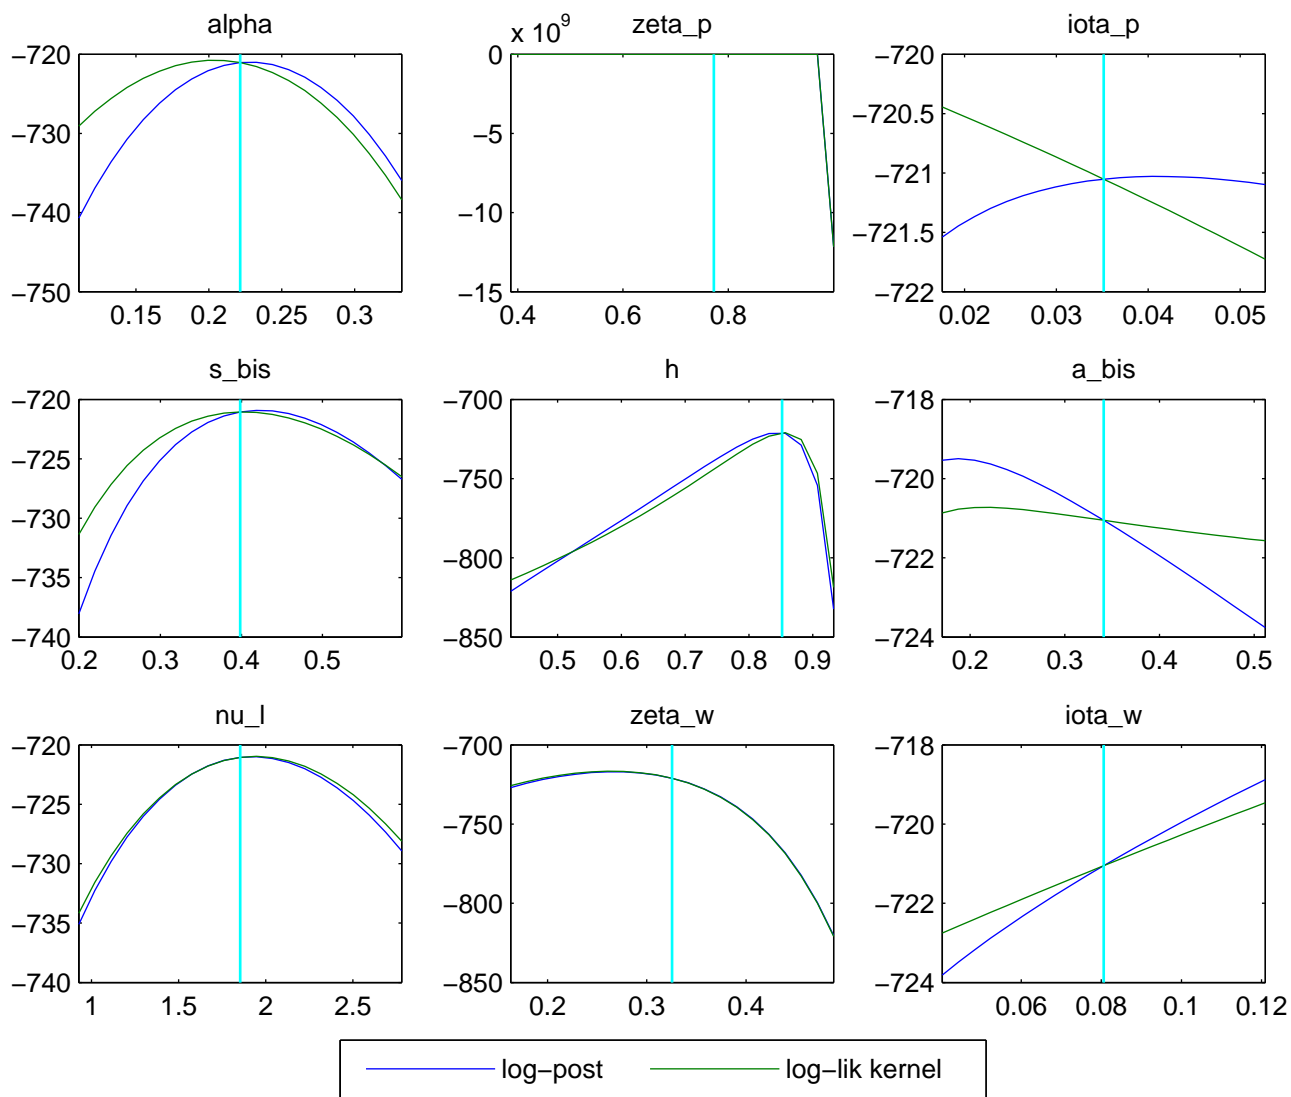 alpha
−720
−730
−740
−750
0.15 0.2 0.25 0.3
x 10^9 zeta_p
0
−5
−10
−15
0.4 0.6 0.8
iota_p
−720
−720.5
−721
−721.5
−722
0.02 0.03 0.04 0.05
s_bis
−720
−725
−730
−735
−740
0.2 0.3 0.4 0.5
h
−700
−750
−800
−850
0.5 0.6 0.7 0.8 0.9
a_bis
−718
−720
−722
−724
0.2 0.3 0.4 0.5
nu_l
−720
−725
−730
−735
−740
1 1.5 2 2.5
zeta_w
−700
−750
−800
−850
0.2 0.3 0.4
iota_w
−718
−720
−722
−724
0.06 0.08 0.1 0.12
log−post log−lik kernel